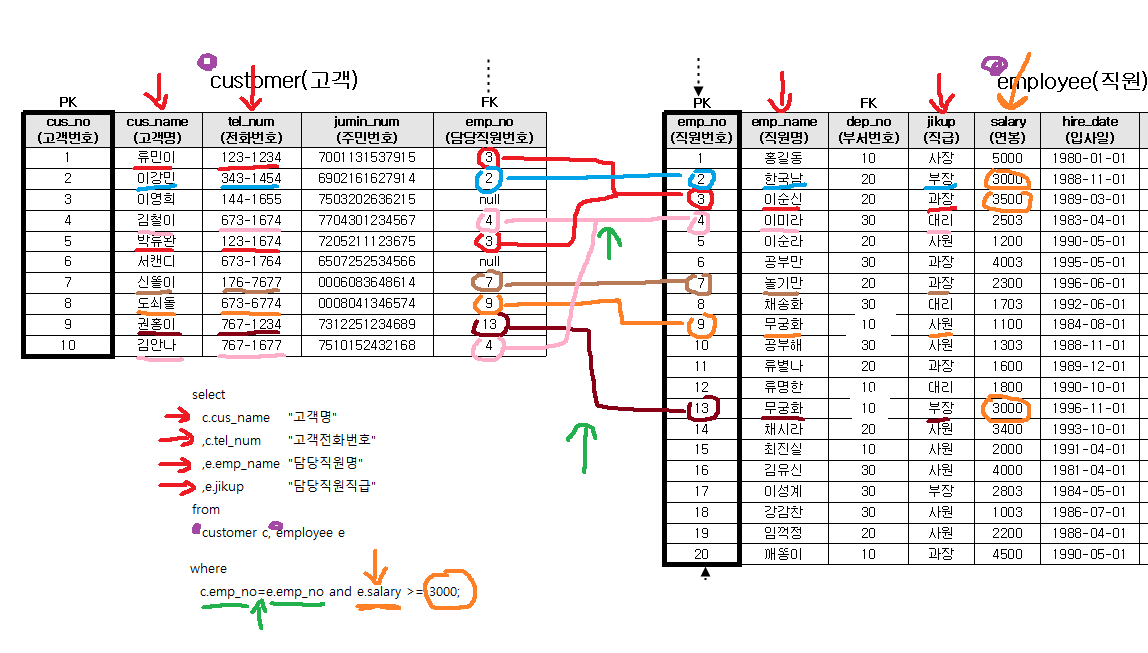 customer(고객)
employee(직원)
PK
FK
cus_no (고객번호) cus_name (고객명) tel_num (전화번호) jumin_num (주민번호) emp_no (담당직원번호)
1 류민이 123-1234 7001131537915 3
2 이강민 343-1454 6902161627914 2
3 이영희 144-1655 7503202636215 null
4 김철이 673-1674 7704301234567 4
5 박류완 123-1674 7205211123675 3
6 서캔디 673-1764 6507252534566 null
7 신똘이 176-7677 0006083648614 7
8 도쇠돌 673-6774 0008041346574 9
9 권홍이 767-1234 7312251234689 13
10 김안나 767-1677 7510152432168 4
PK
FK
emp_no (직원번호) emp_name (직원명) dep_no (부서번호) jikup (직급) salary (연봉) hire_date (입사일)
1 홍길동 10 사장 5000 1980-01-01
2 한국남 20 부장 3000 1988-11-01
3 이순신 20 과장 3500 1989-03-01
4 이미라 30 대리 2503 1983-04-01
5 이순라 20 사원 1200 1990-05-01
6 공부만 30 과장 4003 1995-05-01
7 놀기만 20 과장 2300 1996-06-01
8 채송화 30 대리 1703 1992-06-01
9 무궁화 10 사원 1100 1984-08-01
10 공부해 30 사원 1303 1988-11-01
11 류별나 20 과장 1600 1989-12-01
12 류명한 10 대리 1800 1990-10-01
13 무궁화 10 부장 3000 1996-11-01
14 채시라 20 사원 3400 1993-10-01
15 최진실 10 사원 2000 1991-04-01
16 김유신 30 사원 4000 1981-04-01
17 이성계 30 부장 2803 1984-05-01
18 강감찬 30 사원 1003 1986-07-01
19 임꺽정 20 사원 2200 1988-04-01
20 깨똥이 10 과장 4500 1990-05-01
select
c.cus_name "고객명"
,c.tel_num "고객전화번호"
,e.emp_name "담당직원명"
,e.jikup "담당직원직급"
from
customer c, employee e
where
c.emp_no=e.emp_no and e.salary >= 3000;